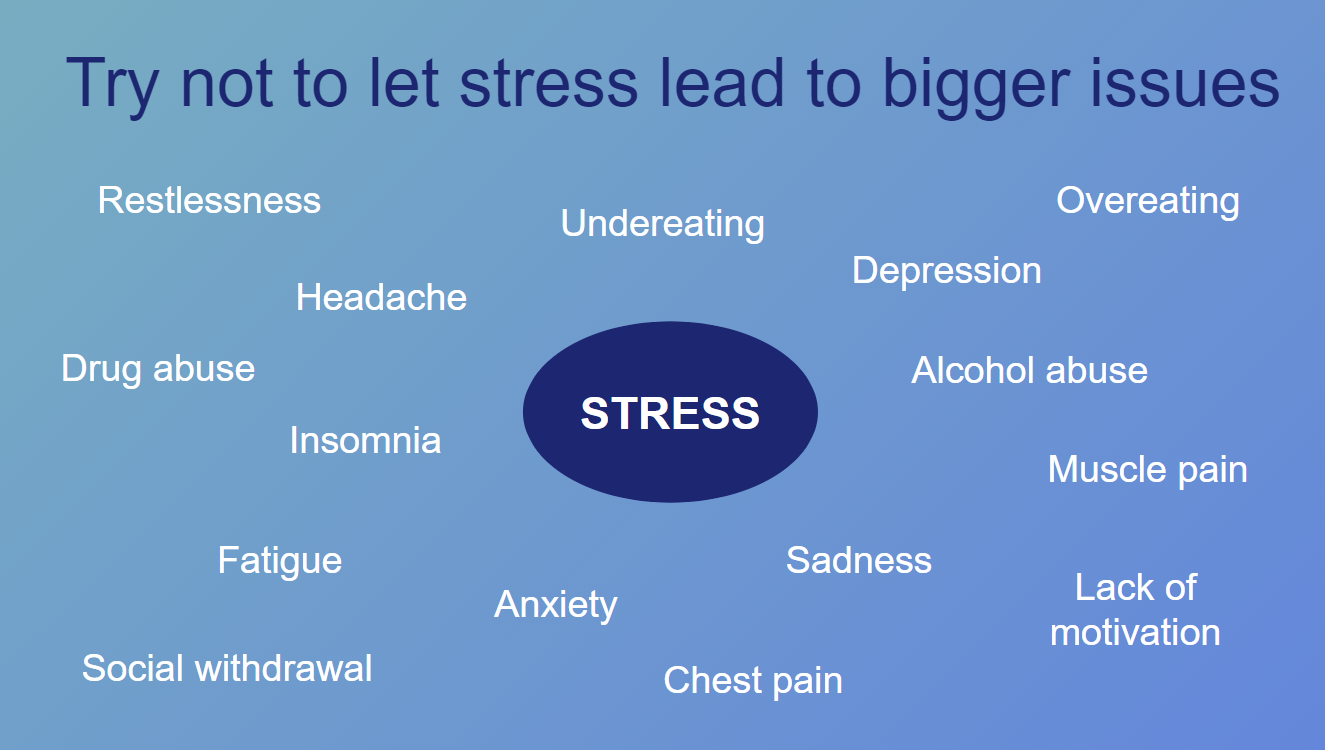 Try not to let stress lead to bigger issues
Restlessness
Overeating
Undereating
Depression
Headache
Drug abuse
Alcohol abuse
STRESS
Insomnia
Muscle pain
Fatigue
Sadness
Lack of
motivation
Anxiety
Social withdrawal
Chest pain